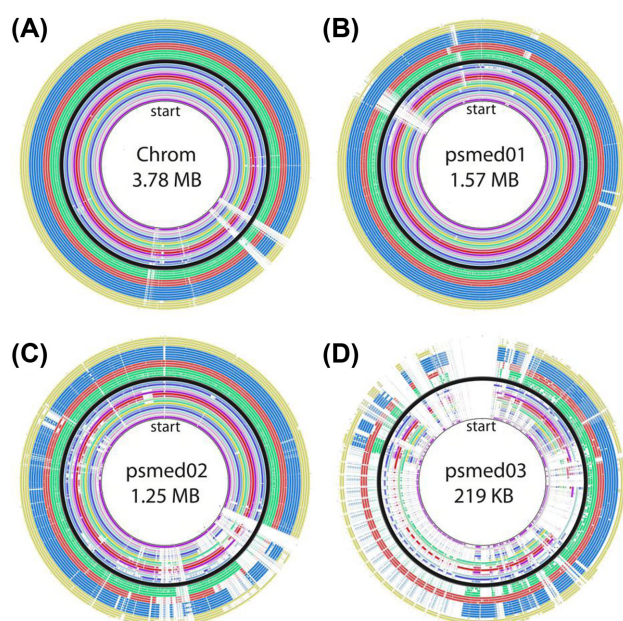 (A)
start
Chrom
3.78 MB
(B)
start
psmed01
1.57 MB
(C)
start
psmed02
1.25 MB
(D)
start
psmed03
219 KB